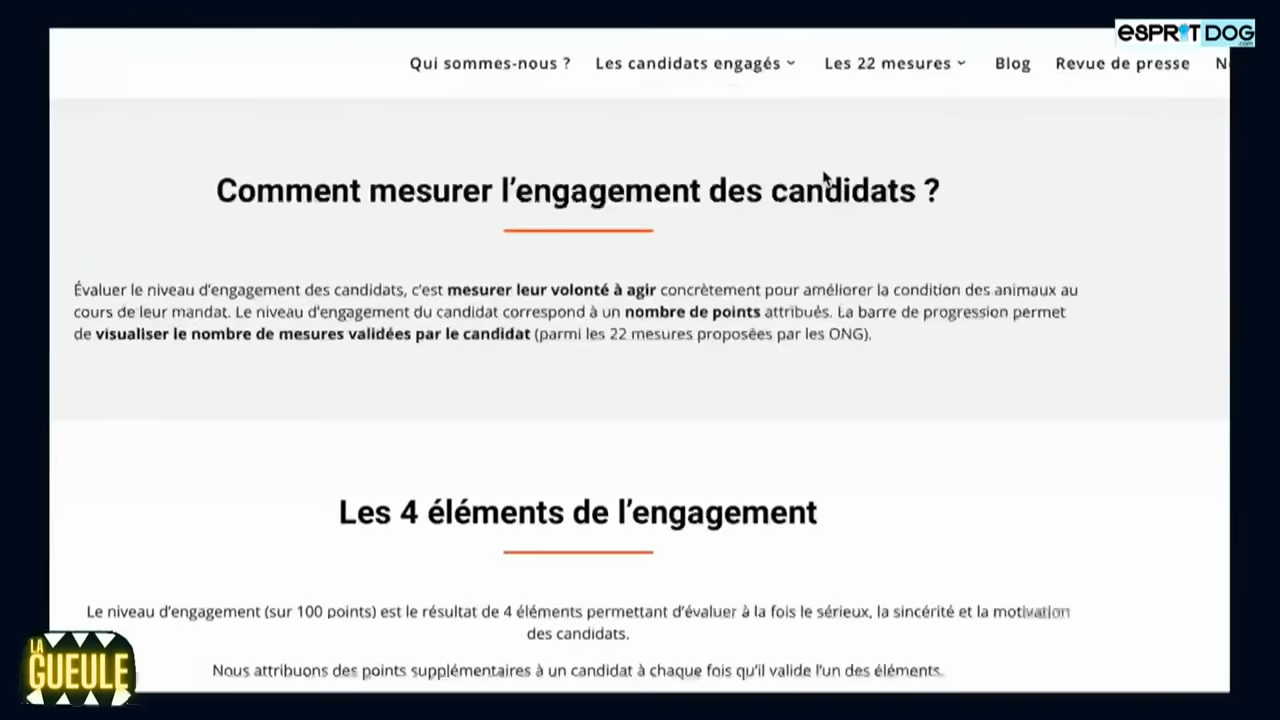 ESPRIT DOG
.com
Qui sommes-nous ? Les candidats engagés Les 22 mesures Blog Revue de presse
Comment mesurer l'engagement des candidats ?
Évaluer le niveau d'engagement des candidats, c'est mesurer leur volonté à agir concrètement pour améliorer la condition des animaux au
cours de leur mandat. Le niveau d'engagement du candidat correspond à un nombre de points attribués. La barre de progression permet
de visualiser le nombre de mesures validées par le candidat (parmi les 22 mesures proposées par les ONG).
Les 4 éléments de l'engagement
Le niveau d'engagement (sur 100 points) est le résultat de 4 éléments permettant d'évaluer à la fois le sérieux, la sincérité et la motivation
des candidats.
Nous attribuons des points supplémentaires à un candidat à chaque fois qu'il valide l'un des éléments.
LA
GUEULE